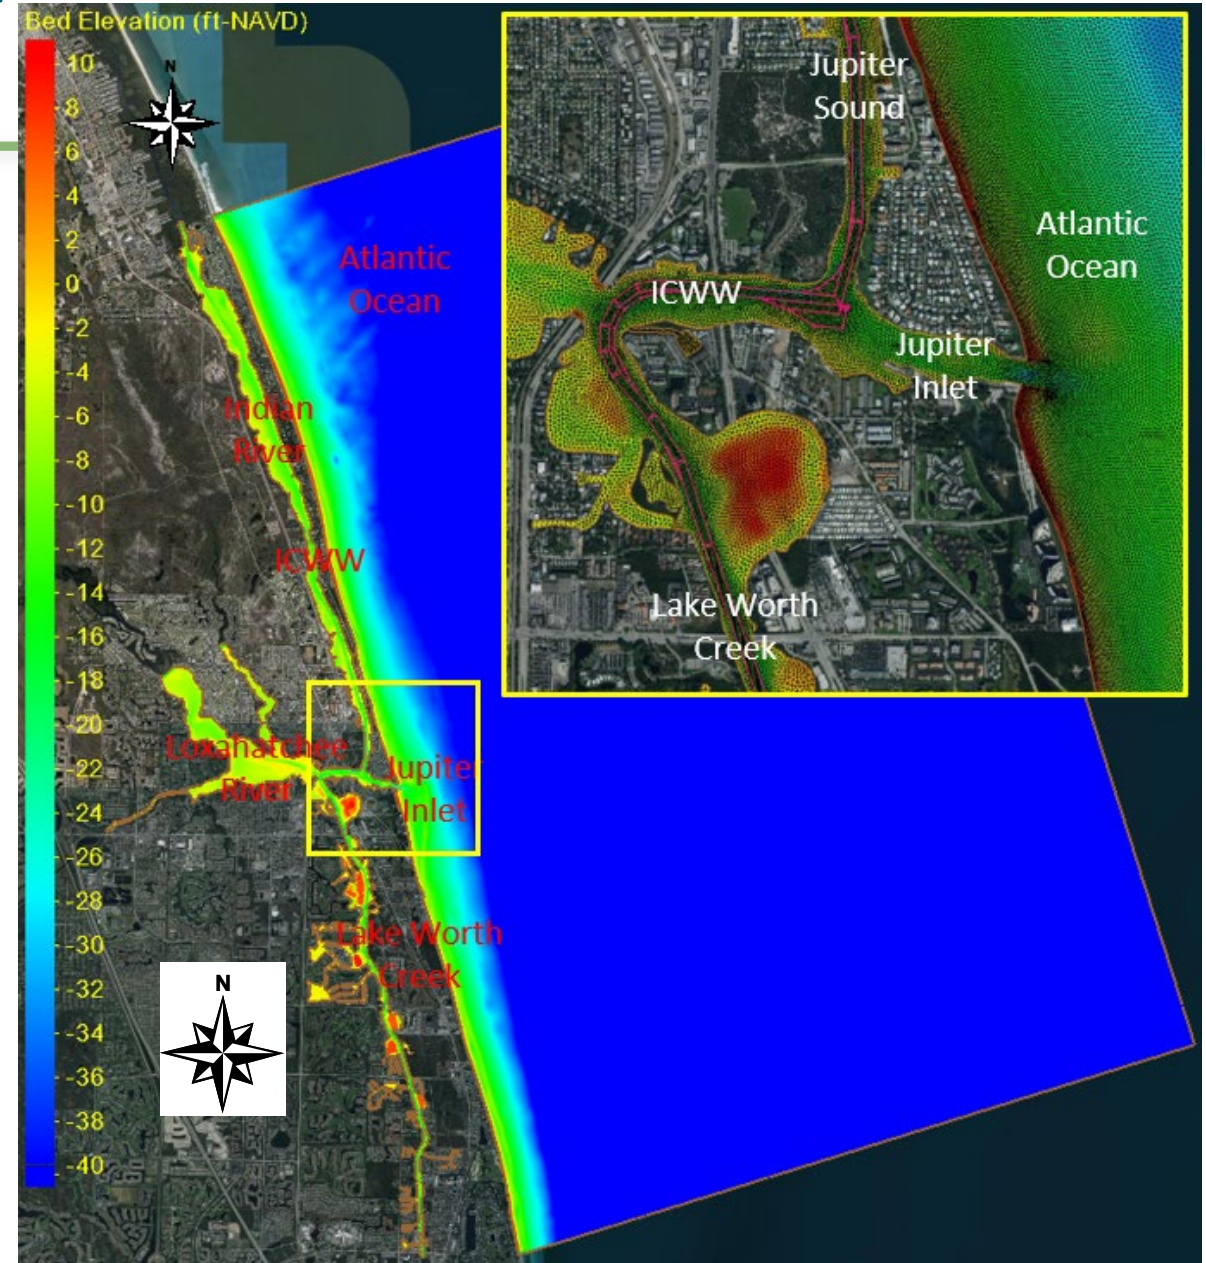 Bed Elevation (ft-NAVD)
10
8
6
4
2
0
-2
-4
-6
-8
-10
-12
-14
-16
-18
-20
-22
-24
-26
-28
-30
-32
-34
-36
-38
-40
N
Atlantic
Ocean
Indian
River
ICWW
Loxahatchee
River
Jupiter
Inlet
Lake Worth
Creek
N
Jupiter
Sound
Atlantic
Ocean
ICWW
Jupiter
Inlet
Lake Worth
Creek